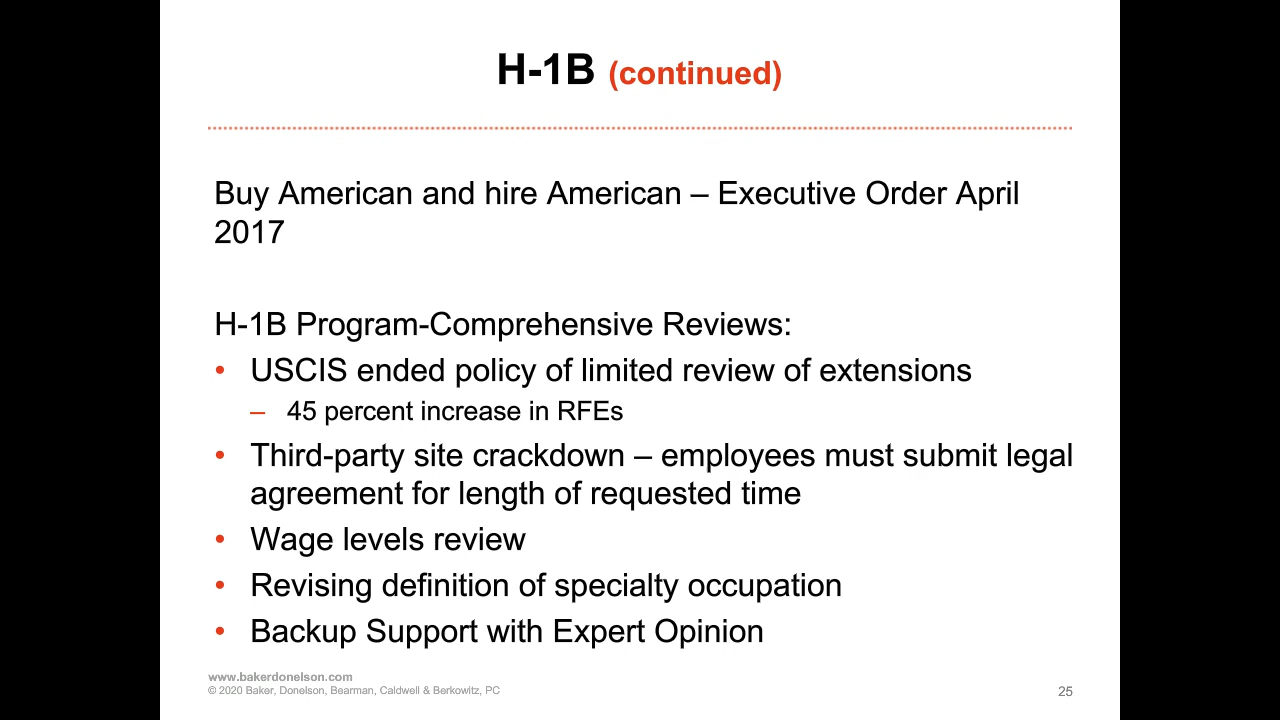 H-1B (continued)
Buy American and hire American – Executive Order April
2017
H-1B Program-Comprehensive Reviews:
• USCIS ended policy of limited review of extensions
– 45 percent increase in RFEs
• Third-party site crackdown – employees must submit legal
agreement for length of requested time
• Wage levels review
• Revising definition of specialty occupation
• Backup Support with Expert Opinion
www.bakerdonelson.com
© 2020 Baker, Donelson, Bearman, Caldwell & Berkowitz, PC
25